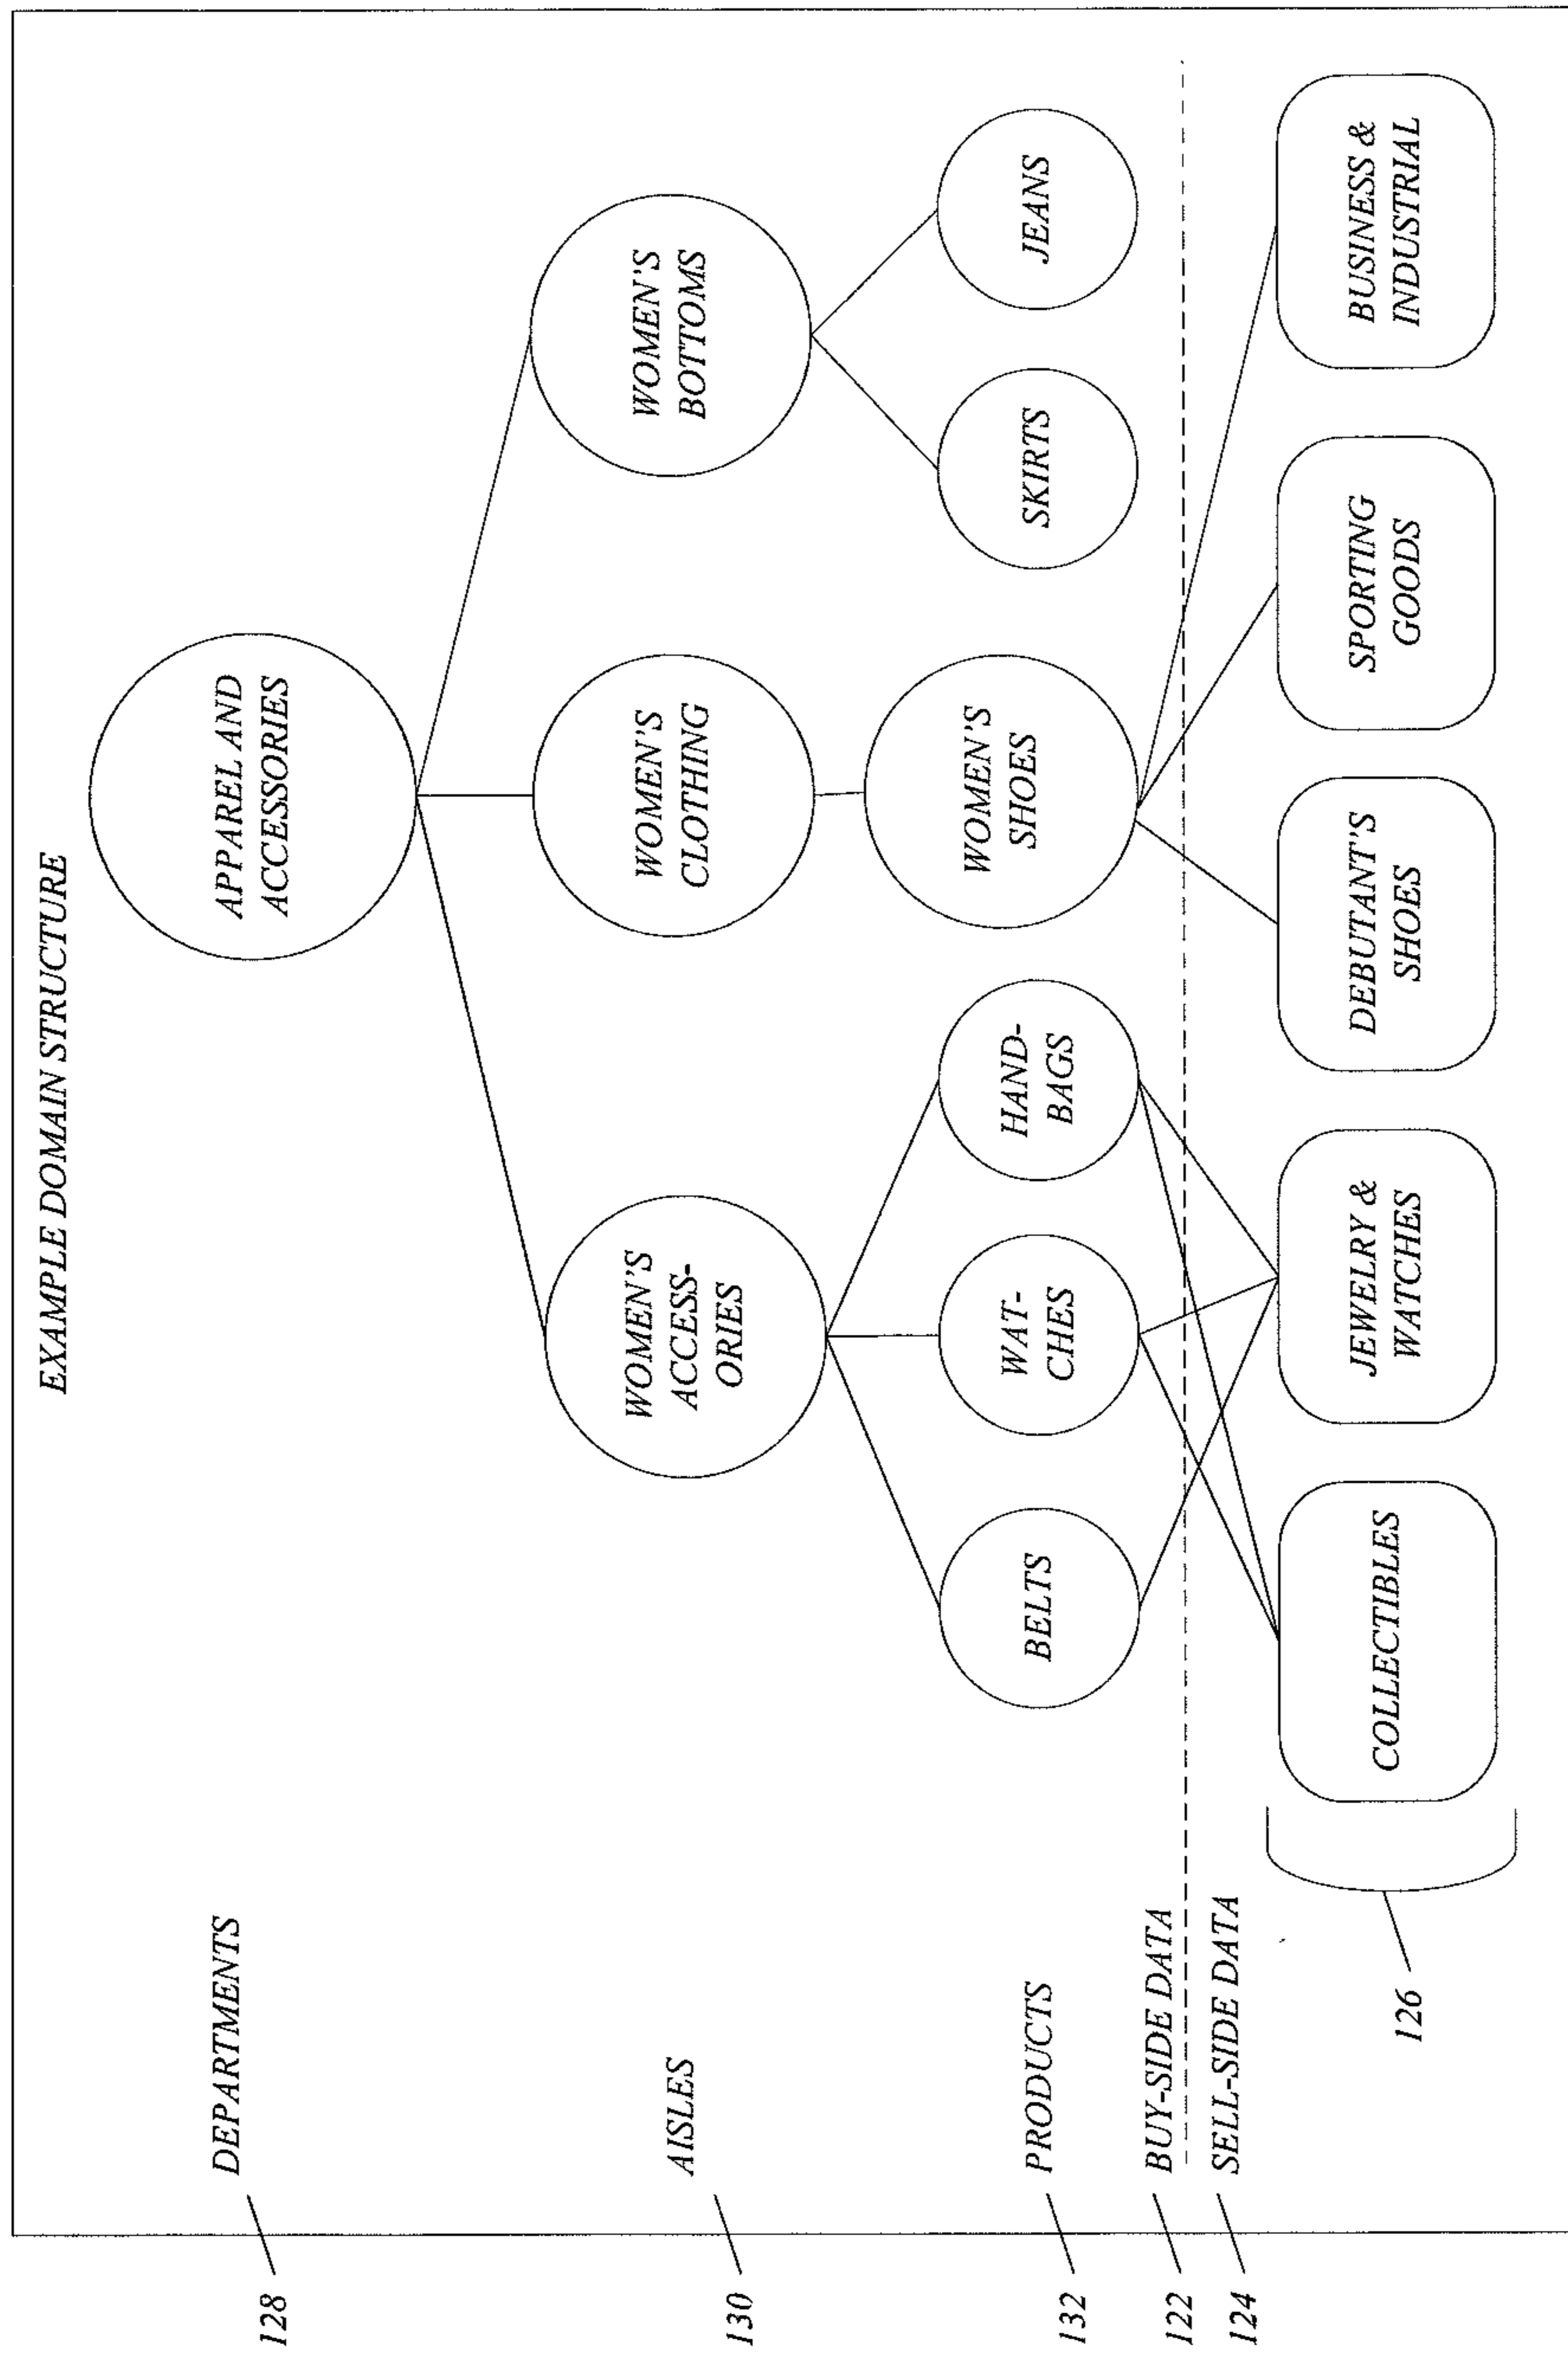 EXAMPLE DOMAIN STRUCTURE
128
DEPARTMENTS
APPAREL AND
ACCESSORIES
130
AISLES
WOMEN'S
ACCESS-
ORIES
WOMEN'S
CLOTHING
WOMEN'S
BOTTOMS
132
PRODUCTS
BELTS
WAT-
CHES
HAND-
BAGS
WOMEN'S
SHOES
SKIRTS
JEANS
122
BUY-SIDE DATA
124
SELL-SIDE DATA
126
COLLECTIBLES
JEWELRY &
WATCHES
DEBUTANT'S
SHOES
SPORTING
GOODS
BUSINESS &
INDUSTRIAL